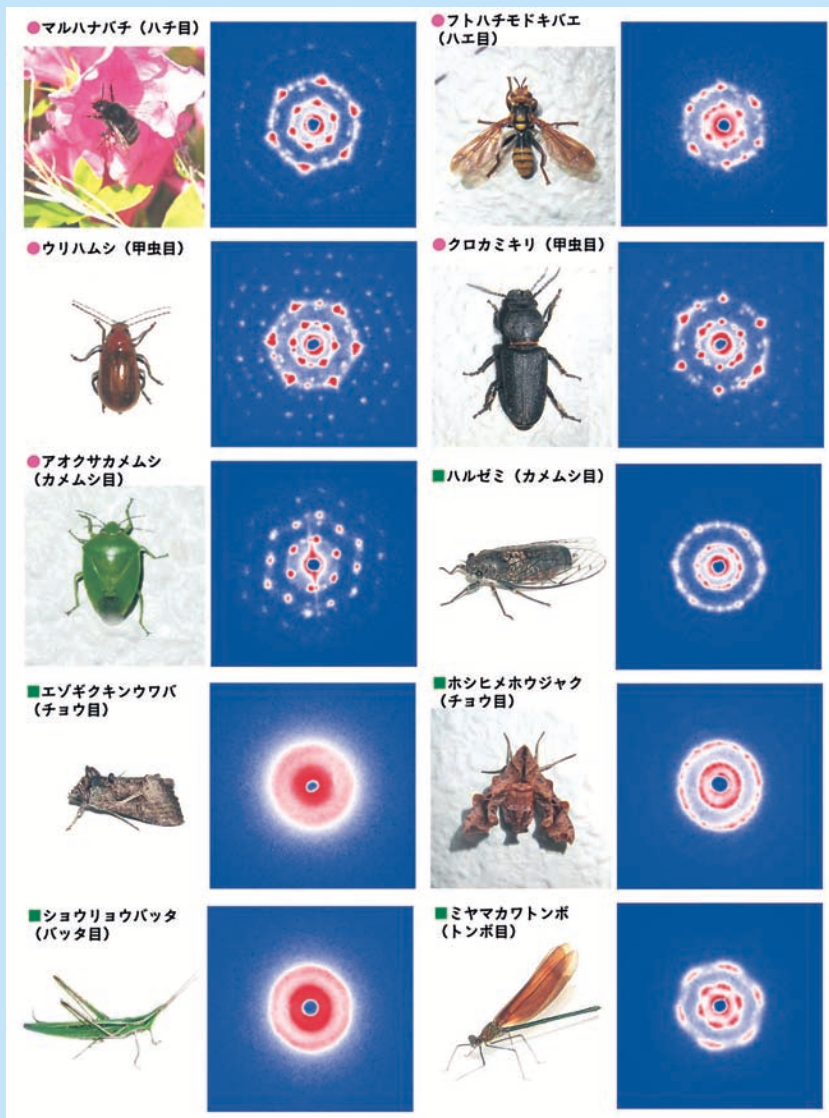 ●マルハナバチ（ハチ目）
●フトハチモドキバエ
（ハエ目）
●ウリハムシ（甲虫目）
●クロカミキリ（甲虫目）
●アオクサカメムシ
（カメムシ目）
■ハルゼミ（カメムシ目）
■エゾギクキンウワバ
（チョウ目）
■ホシヒメホウジャク
（チョウ目）
■ショウリョウバッタ
（バッタ目）
■ミヤマカワトンボ
（トンボ目）